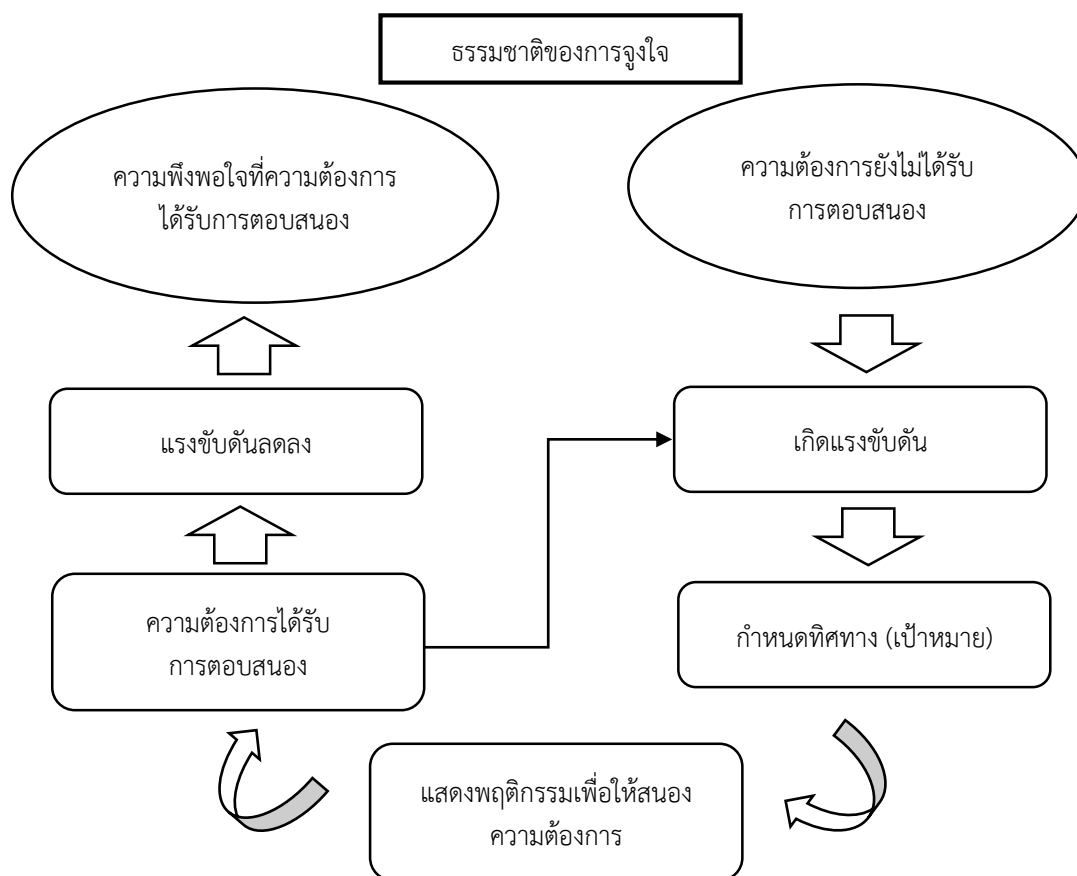 ธรรมชาติของการจูงใจ
ความพึงพอใจที่ความต้องการ
ได้รับการตอบสนอง
ความต้องการยังไม่ได้รับ
การตอบสนอง
แรงขับดันลดลง
เกิดแรงขับดัน
ความต้องการได้รับ
การตอบสนอง
กำหนดทิศทาง (เป้าหมาย)
แสดงพฤติกรรมเพื่อให้สนอง
ความต้องการ